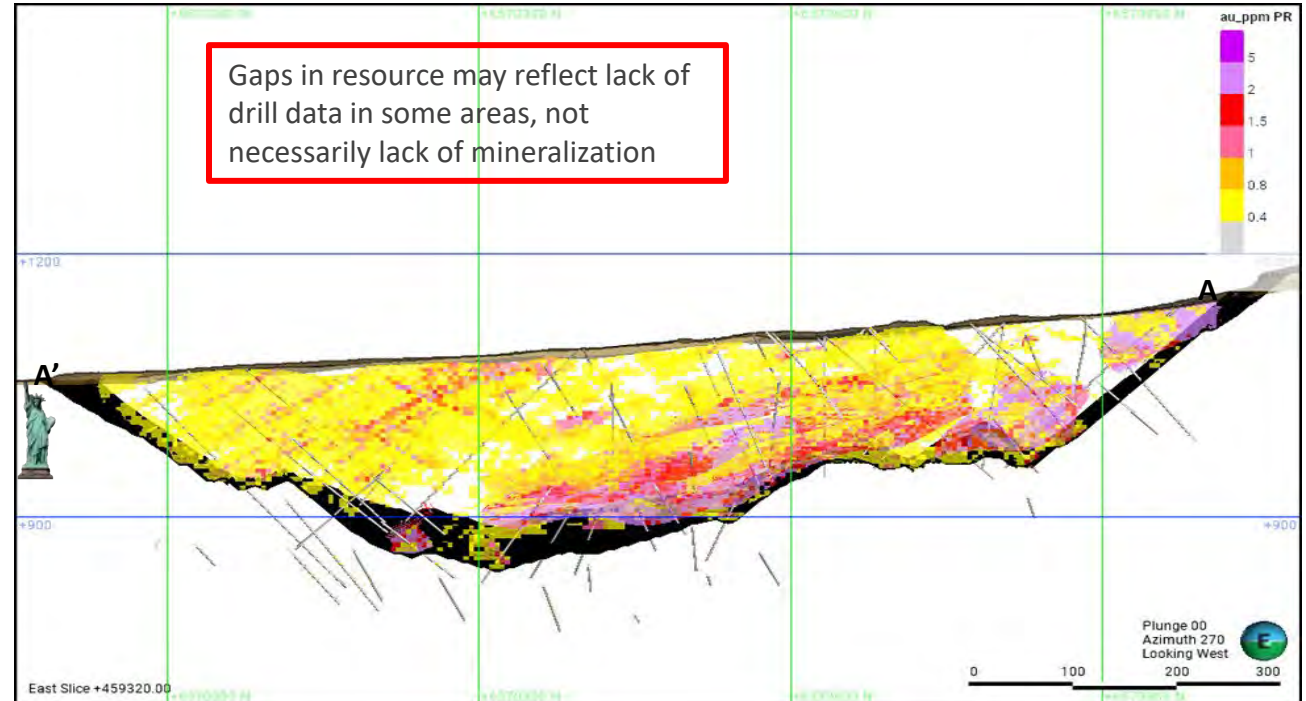 au_ppm PR
Gaps in resource may reflect lack of
drill data in some areas, not
necessarily lack of mineralization
5
2
1.5
1
0.8
0.4
+1200
A
A’
+900
+900
Plunge 00
Azimuth 270
Looking West
E
0 100 200 300
East Slice +459320.00